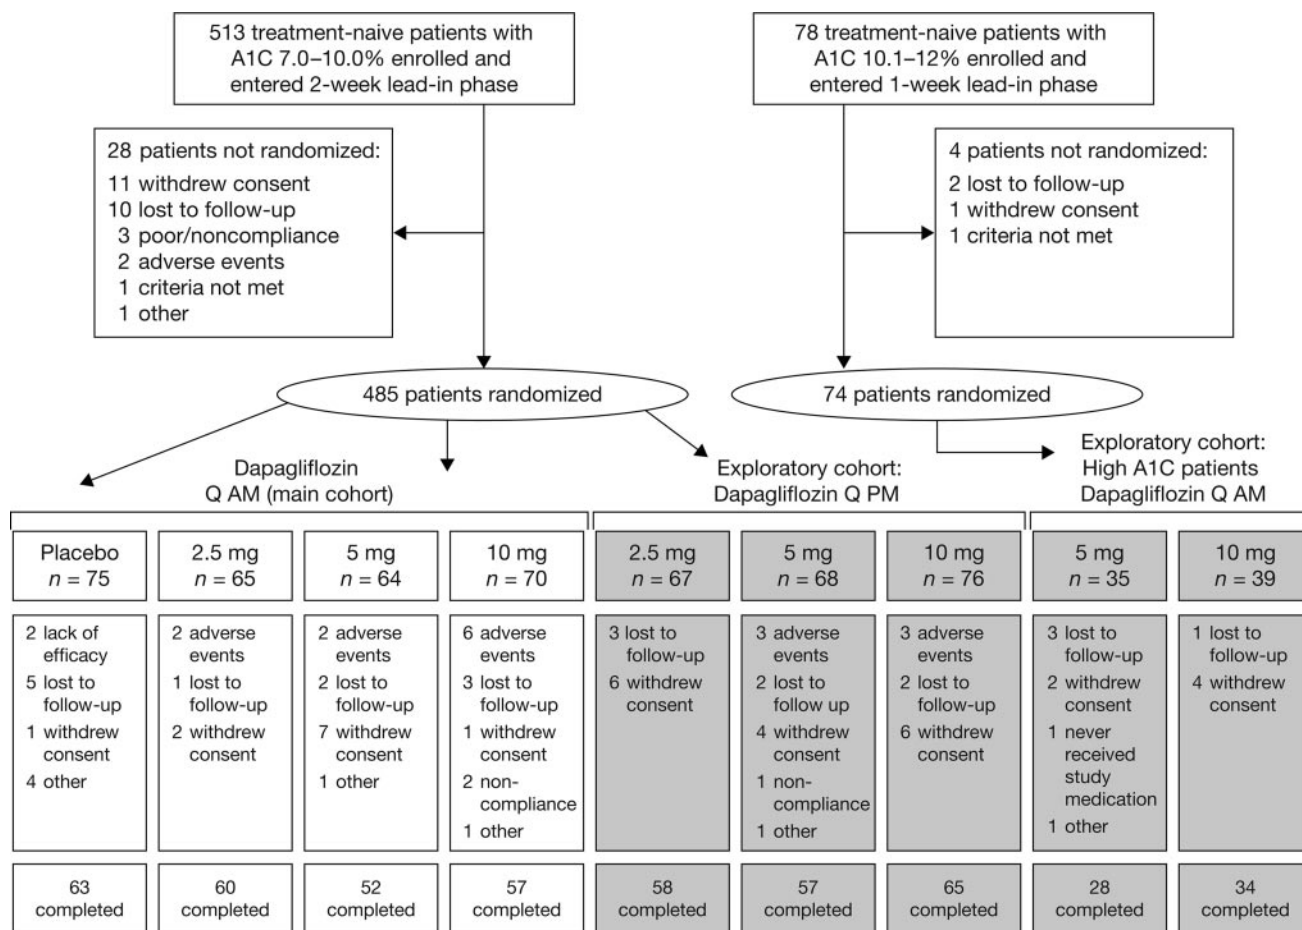 513 treatment-naive patients with
A1C 7.0–10.0% enrolled and
entered 2-week lead-in phase
78 treatment-naive patients with
A1C 10.1–12% enrolled and
entered 1-week lead-in phase
28 patients not randomized:
11 withdrew consent
10 lost to follow-up
3 poor/noncompliance
2 adverse events
1 criteria not met
1 other
4 patients not randomized:
2 lost to follow-up
1 withdrew consent
1 criteria not met
485 patients randomized
74 patients randomized
Dapagliflozin
Q AM (main cohort)
Exploratory cohort:
Dapagliflozin Q PM
Exploratory cohort:
High A1C patients
Dapagliflozin Q AM
Placebo
n = 75
2.5 mg
n = 65
5 mg
n = 64
10 mg
n = 70
2.5 mg
n = 67
5 mg
n = 68
10 mg
n = 76
5 mg
n = 35
10 mg
n = 39
2 lack of
efficacy
5 lost to
follow-up
1 withdrew
consent
4 other
2 adverse
events
1 lost to
follow-up
2 withdrew
consent
2 adverse
events
2 lost to
follow-up
7 withdrew
consent
1 other
6 adverse
events
3 lost to
follow-up
1 withdrew
consent
2 non-
compliance
1 other
3 lost to
follow-up
6 withdrew
consent
3 adverse
events
2 lost to
follow up
4 withdrew
consent
1 non-
compliance
1 other
3 adverse
events
2 lost to
follow-up
6 withdrew
consent
3 lost to
follow-up
2 withdrew
consent
1 never
received
study
medication
1 other
1 lost to
follow-up
4 withdrew
consent
63
completed
60
completed
52
completed
57
completed
58
completed
57
completed
65
completed
28
completed
34
completed